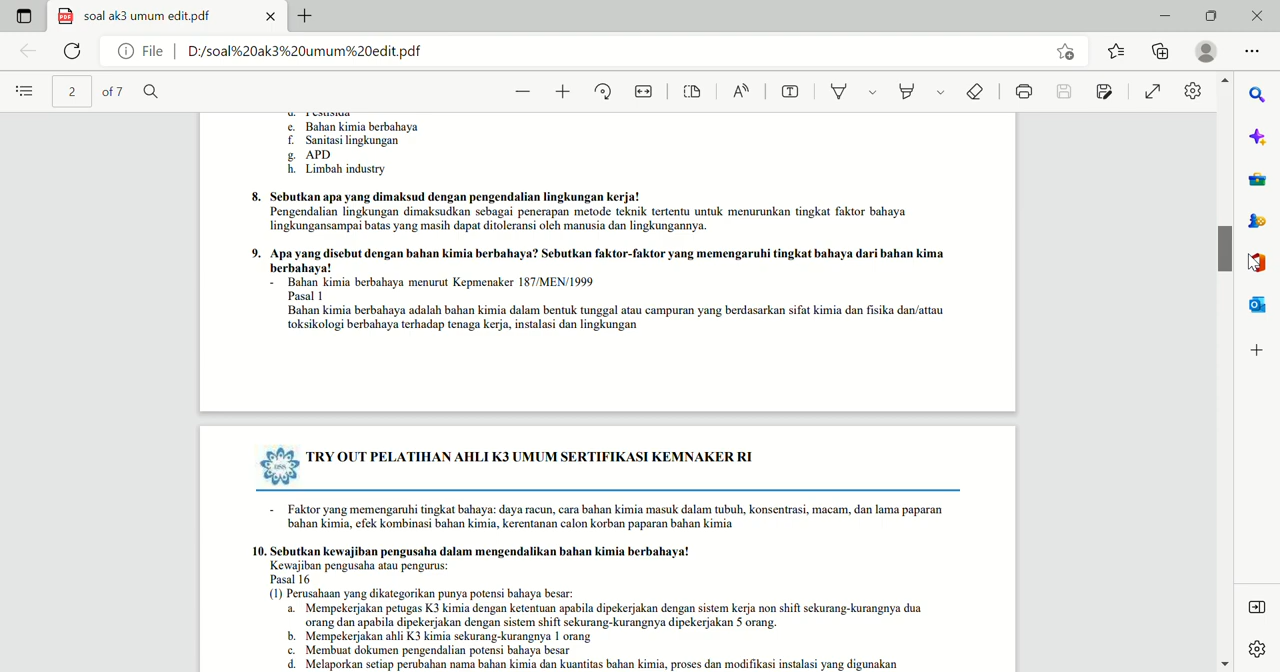 soal ak3 umum edit.pdf
File
D:/soal%20ak3%20umum%20edit.pdf
2 of 7
d. Pestisida
e. Bahan kimia berbahaya
f. Sanitasi lingkungan
g. APD
h. Limbah industry
8. Sebutkan apa yang dimaksud dengan pengendalian lingkungan kerja!
Pengendalian lingkungan dimaksudkan sebagai penerapan metode teknik tertentu untuk menurunkan tingkat faktor bahaya
lingkungansampai batas yang masih dapat ditoleransi oleh manusia dan lingkungannya.
9. Apa yang disebut dengan bahan kimia berbahaya? Sebutkan faktor-faktor yang memengaruhi tingkat bahaya dari bahan kima
berbahaya!
- Bahan kimia berbahaya menurut Kepmenaker 187/MEN/1999
Pasal 1
Bahan kimia berbahaya adalah bahan kimia dalam bentuk tunggal atau campuran yang berdasarkan sifat kimia dan fisika dan/attau
toksikologi berbahaya terhadap tenaga kerja, instalasi dan lingkungan
TRY OUT PELATIHAN AHLI K3 UMUM SERTIFIKASI KEMNAKER RI
- Faktor yang memengaruhi tingkat bahaya: daya racun, cara bahan kimia masuk dalam tubuh, konsentrasi, macam, dan lama paparan
bahan kimia, efek kombinasi bahan kimia, kerentanan calon korban paparan bahan kimia
10. Sebutkan kewajiban pengusaha dalam mengendalikan bahan kimia berbahaya!
Kewajiban pengusaha atau pengurus:
Pasal 16
(1) Perusahaan yang dikategorikan punya potensi bahaya besar:
a. Mempekerjakan petugas K3 kimia dengan ketentuan apabila dipekerjakan dengan sistem kerja non shift sekurang-kurangnya dua
orang dan apabila dipekerjakan dengan sistem shift sekurang-kurangnya dipekerjakan 5 orang.
b. Mempekerjakan ahli K3 kimia sekurang-kurangnya 1 orang
c. Membuat dokumen pengendalian potensi bahaya besar
d. Melaporkan setiap perubahan nama bahan kimia dan kuantitas bahan kimia, proses dan modifikasi instalasi yang digunakan